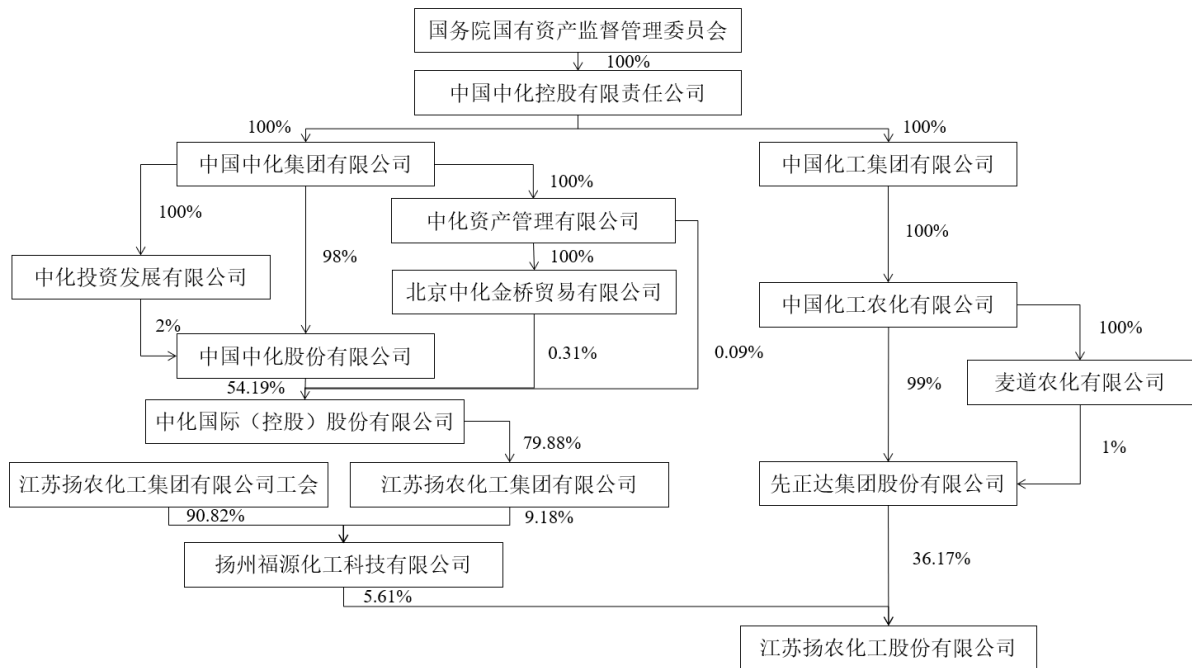 国务院国有资产监督管理委员会
100%
中国中化控股有限责任公司
100%
100%
中国中化集团有限公司
中国化工集团有限公司
100%
100%
中化资产管理有限公司
100%
98%
100%
中化投资发展有限公司
北京中化金桥贸易有限公司
中国化工农化有限公司
2%
100%
中国中化股份有限公司
0.31%
0.09%
99%
麦道农化有限公司
54.19%
中化国际（控股）股份有限公司
79.88%
1%
江苏扬农化工集团有限公司工会
江苏扬农化工集团有限公司
先正达集团股份有限公司
90.82%
9.18%
扬州福源化工科技有限公司
36.17%
5.61%
江苏扬农化工股份有限公司